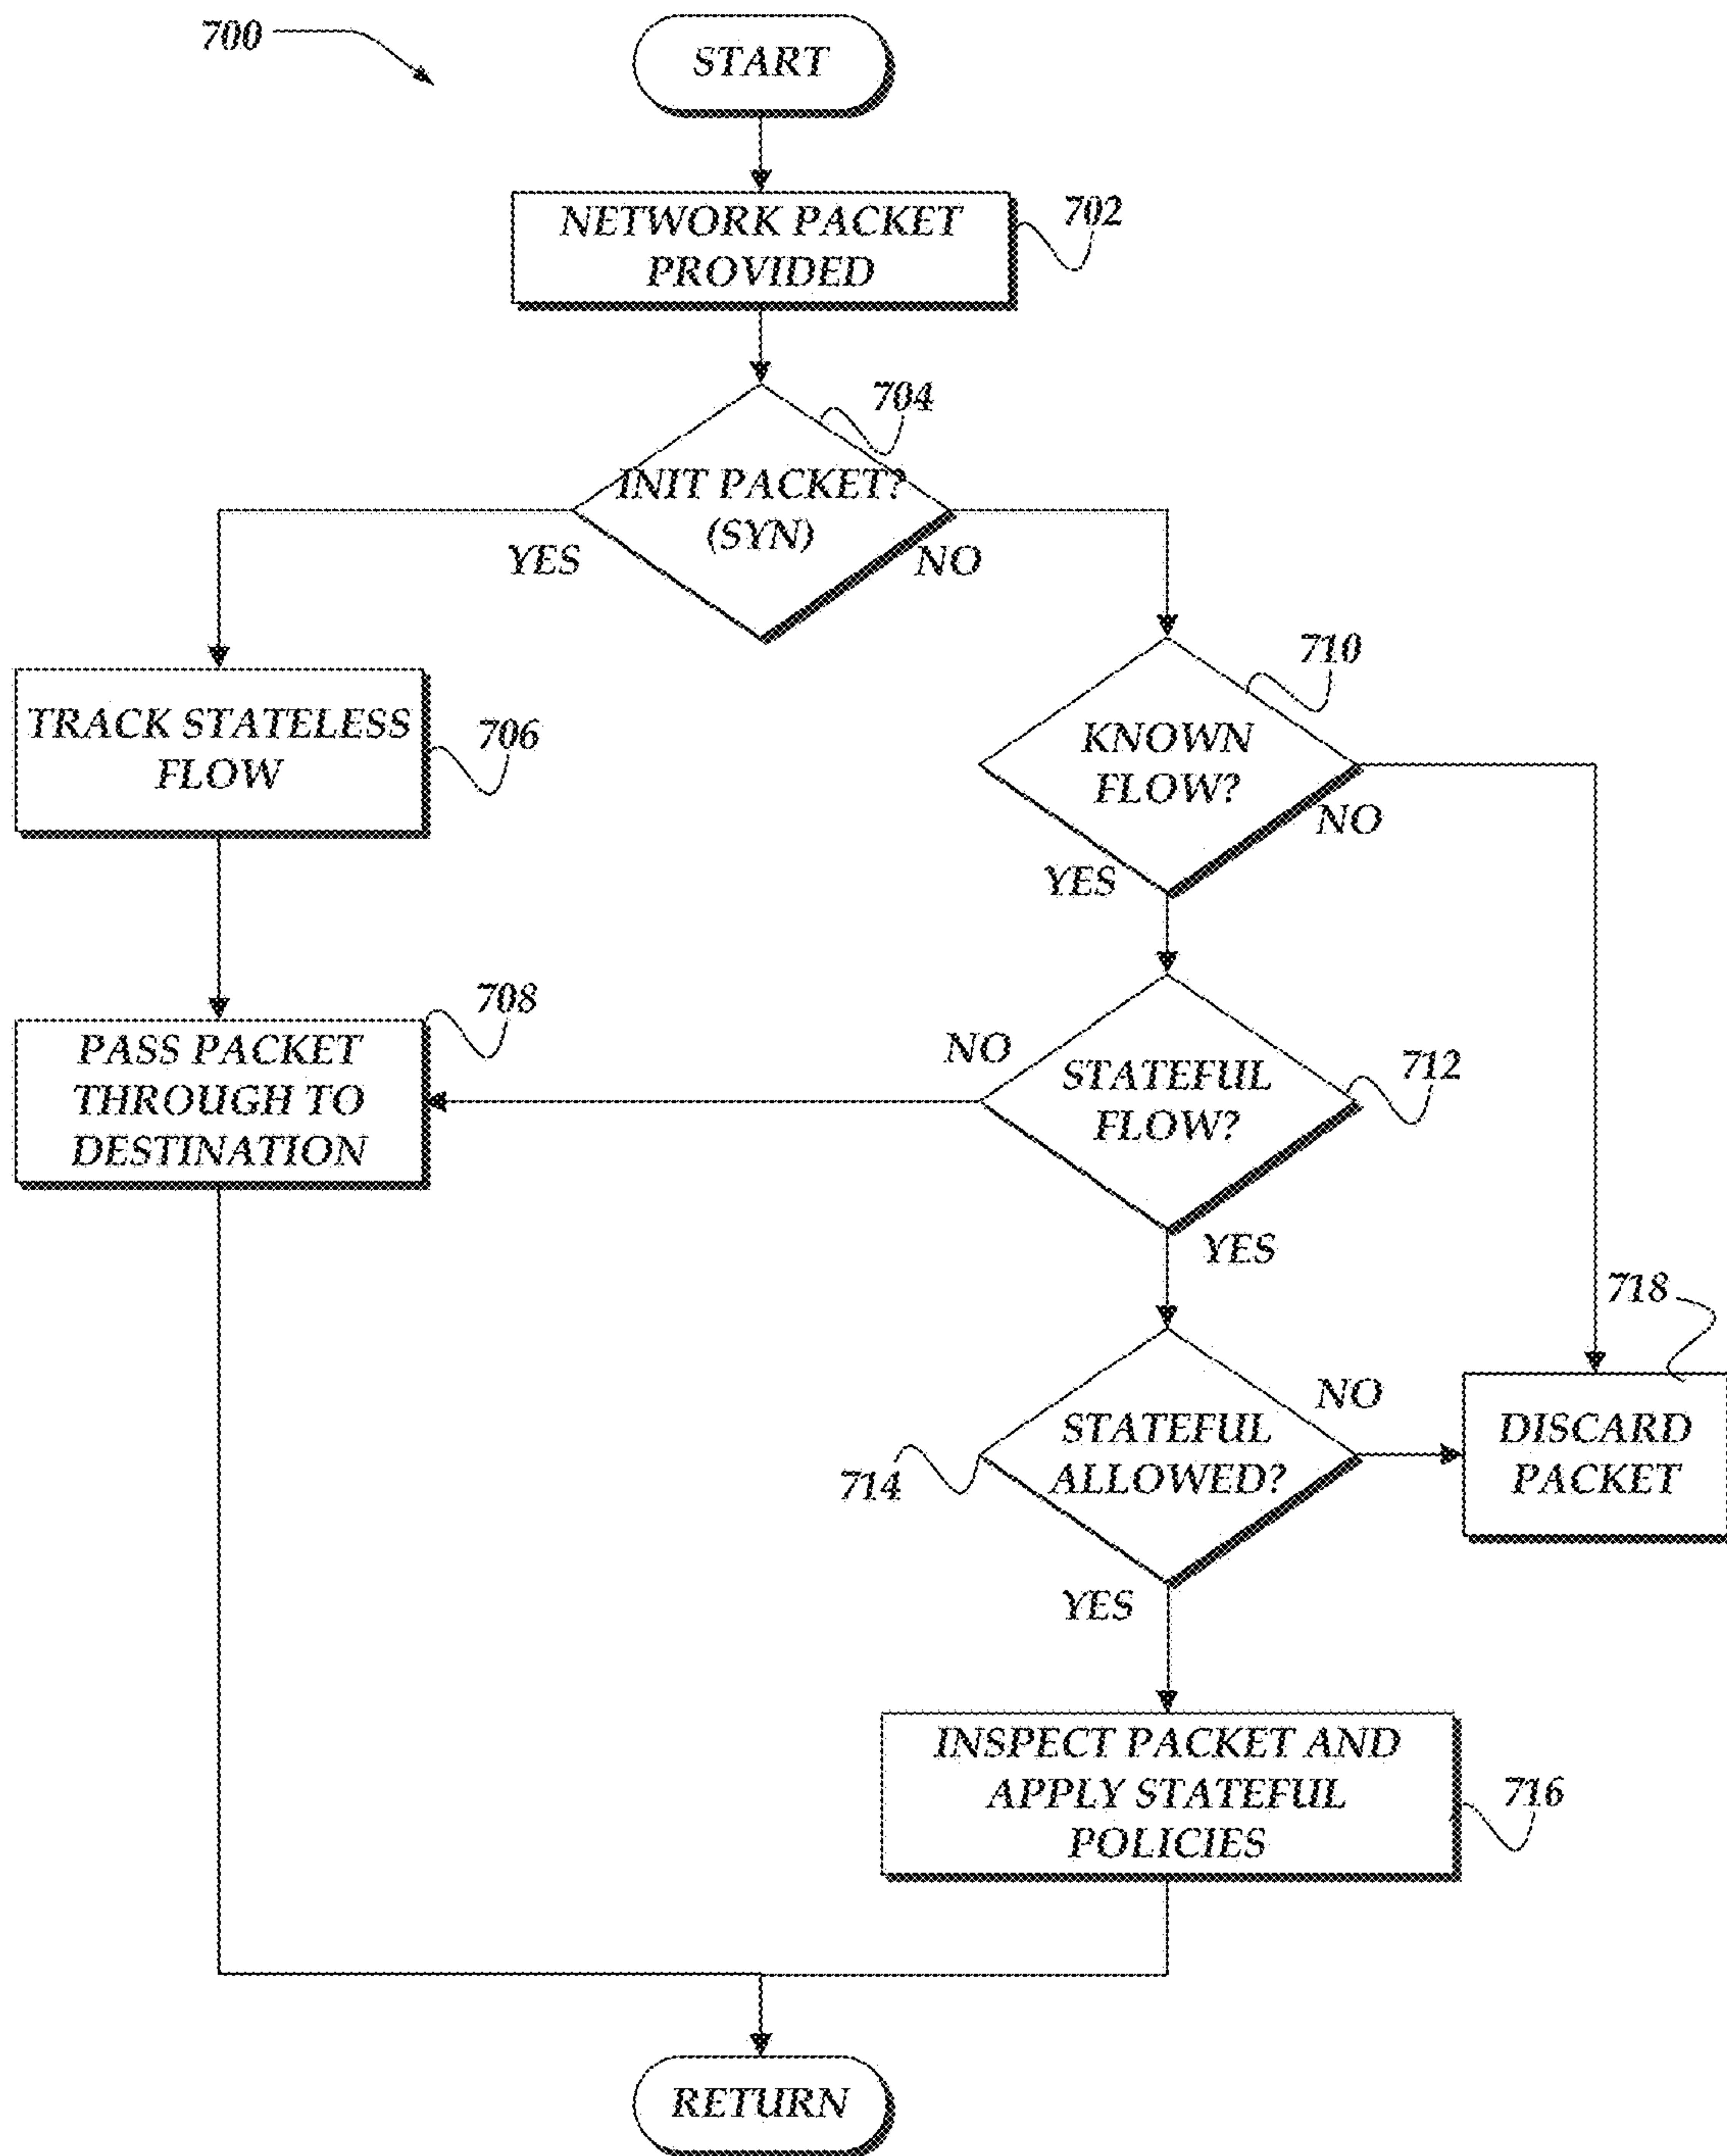 700
START
NETWORK PACKET
PROVIDED
702
704
INIT PACKET?
(SYN)
YES
NO
710
TRACK STATELESS
FLOW
706
KNOWN
FLOW?
NO
YES
708
PASS PACKET
THROUGH TO
DESTINATION
NO
STATEFUL
FLOW?
712
YES
718
STATEFUL
ALLOWED?
NO
714
DISCARD
PACKET
YES
INSPECT PACKET AND
APPLY STATEFUL
POLICIES
716
RETURN